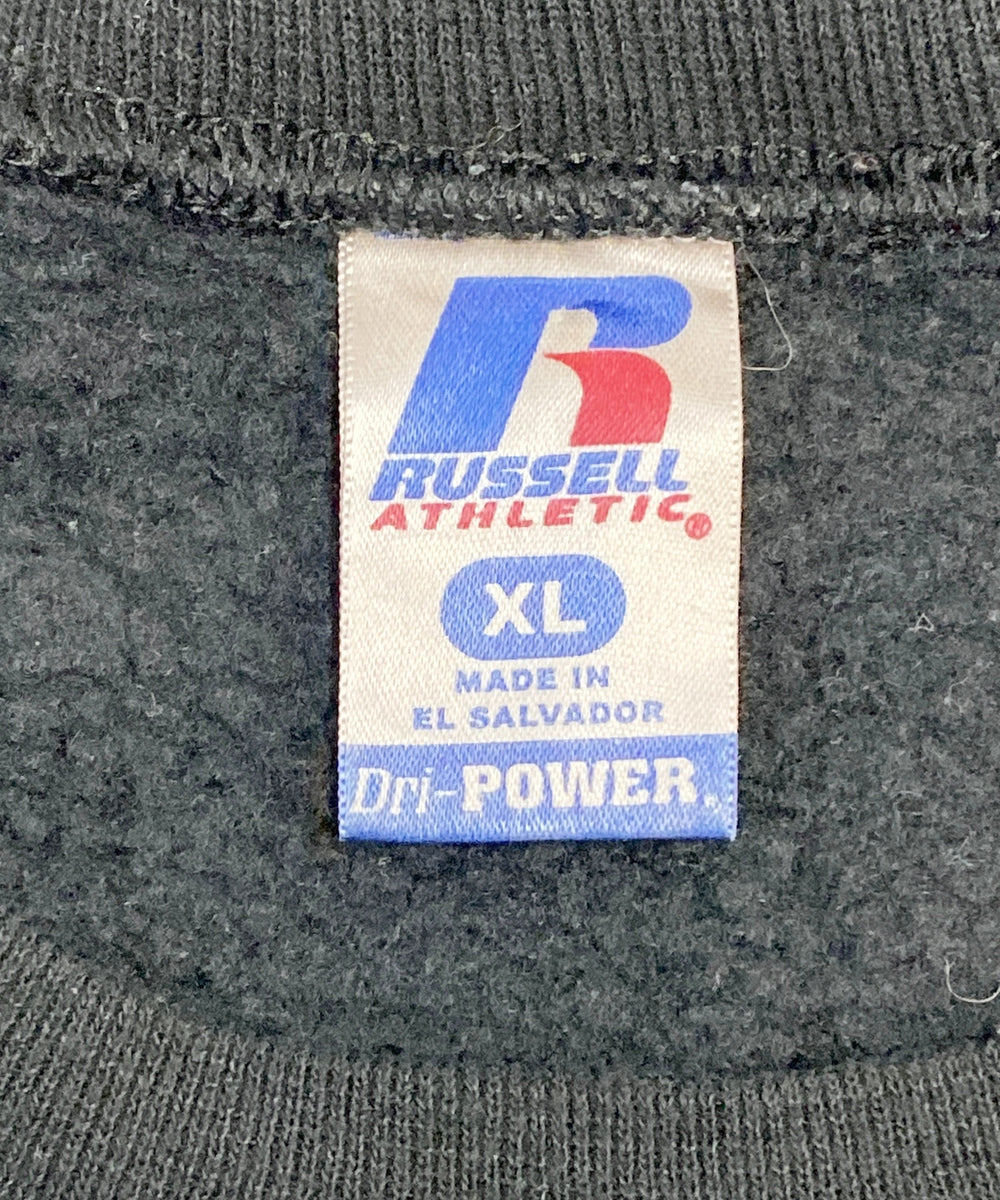 R
RUSSELL
ATHLETIC®
XL
MADE IN
EL SALVADOR
Dri-POWER®